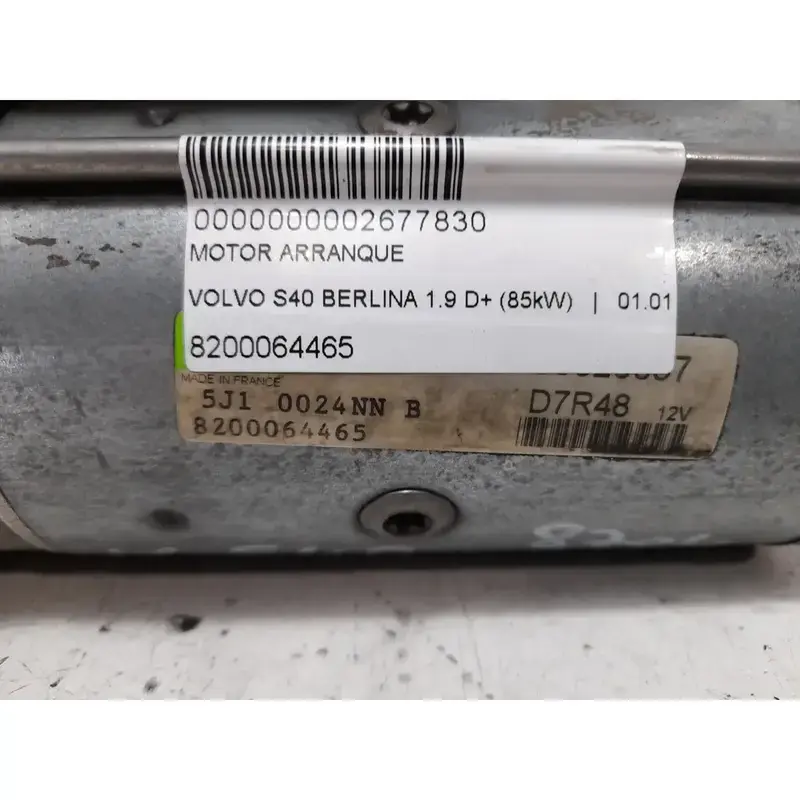 0000000002677830
MOTOR ARRANQUE
VOLVO S40 BERLINA 1.9 D+ (85kW) | 01.01
8200064465
MADE IN FRANCE
5J1 0024NN B D7R48 12V
8200064465